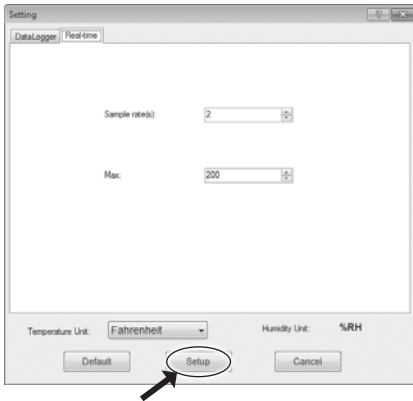 Setting
DataLogger Real-time
Sample rate(s): 2
Max: 200
Temperature Unit: Fahrenheit Humidity Unit: %RH
Default Setup Cancel